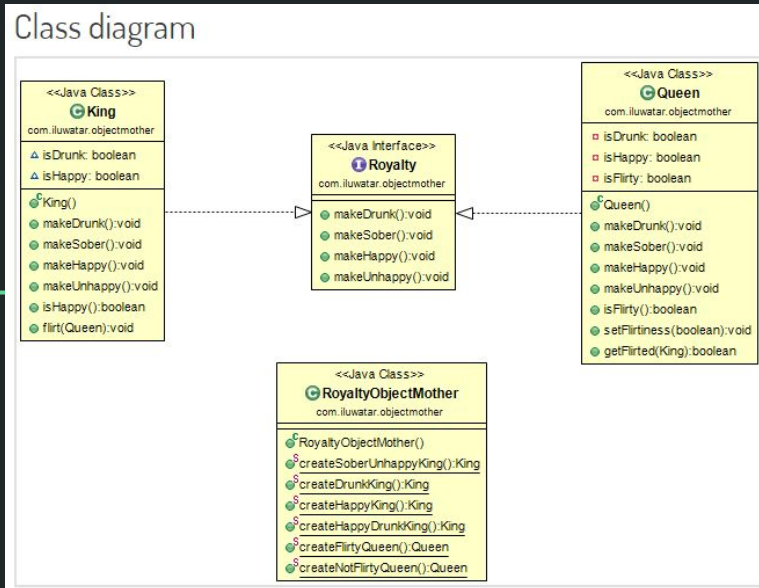 Class diagram
<<Java Class>>
King
com.iluwatar.objectmother
isDrunk: boolean
isHappy: boolean
King()
makeDrunk():void
makeSober():void
makeHappy():void
makeUnhappy():void
isHappy():boolean
flirt(Queen):void
<<Java Interface>>
Royalty
com.iluwatar.objectmother
makeDrunk():void
makeSober():void
makeHappy():void
makeUnhappy():void
<<Java Class>>
Queen
com.iluwatar.objectmother
isDrunk: boolean
isHappy: boolean
isFlirty: boolean
Queen()
makeDrunk():void
makeSober():void
makeHappy():void
makeUnhappy():void
isFlirty():boolean
setFlirtiness(boolean):void
getFlirted(King):boolean
<<Java Class>>
RoyaltyObjectMother
com.iluwatar.objectmother
RoyaltyObjectMother()
createSoberUnhappyKing():King
createDrunkKing():King
createHappyKing():King
createHappyDrunkKing():King
createFlirtyQueen():Queen
createNotFlirtyQueen():Queen